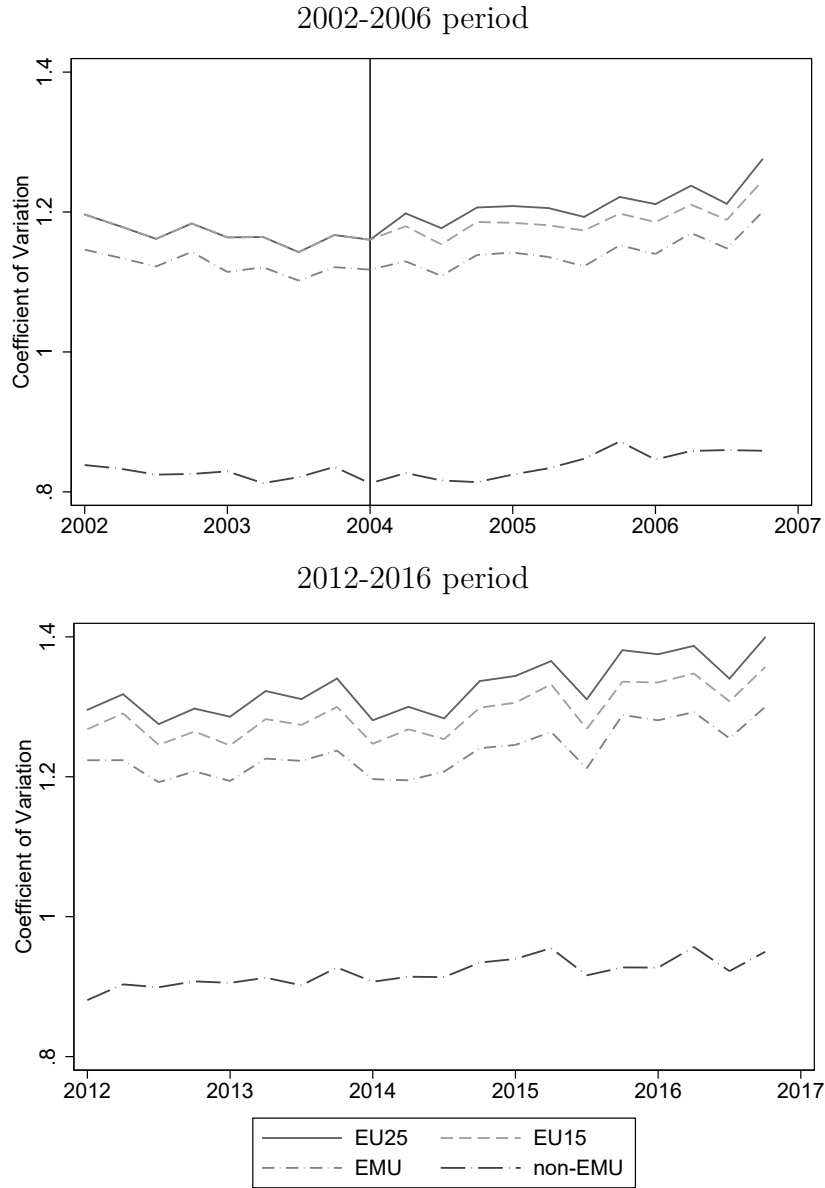 2002-2006 period
1.4
1.2
1
.8
Coefficient of Variation
2002 2003 2004 2005 2006 2007
2012-2016 period
1.4
1.2
1
.8
Coefficient of Variation
2012 2013 2014 2015 2016 2017
EU25 EU15
EMU non-EMU